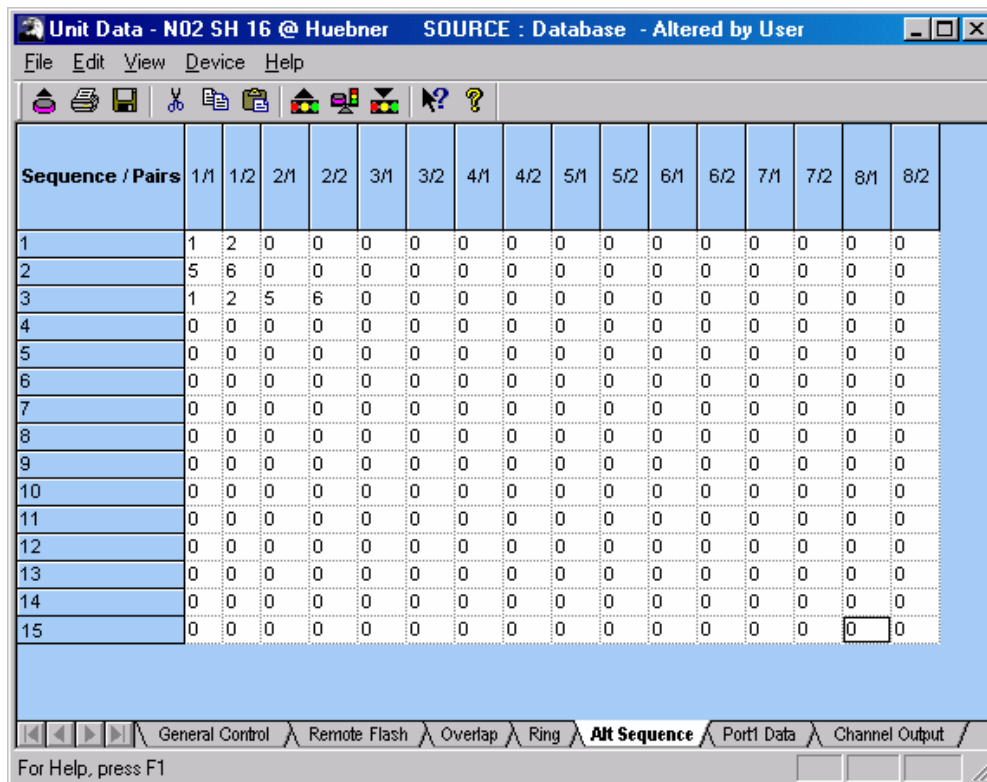 Unit Data - N02 SH 16 @ Huebner SOURCE : Database - Altered by User
File Edit View Device Help
Sequence / Pairs 1/1 1/2 2/1 2/2 3/1 3/2 4/1 4/2 5/1 5/2 6/1 6/2 7/1 7/2 8/1 8/2
1 1 2 0 0 0 0 0 0 0 0 0 0 0 0 0 0
2 5 6 0 0 0 0 0 0 0 0 0 0 0 0 0 0
3 1 2 5 6 0 0 0 0 0 0 0 0 0 0 0 0
4 0 0 0 0 0 0 0 0 0 0 0 0 0 0 0 0
5 0 0 0 0 0 0 0 0 0 0 0 0 0 0 0 0
6 0 0 0 0 0 0 0 0 0 0 0 0 0 0 0 0
7 0 0 0 0 0 0 0 0 0 0 0 0 0 0 0 0
8 0 0 0 0 0 0 0 0 0 0 0 0 0 0 0 0
9 0 0 0 0 0 0 0 0 0 0 0 0 0 0 0 0
10 0 0 0 0 0 0 0 0 0 0 0 0 0 0 0 0
11 0 0 0 0 0 0 0 0 0 0 0 0 0 0 0 0
12 0 0 0 0 0 0 0 0 0 0 0 0 0 0 0 0
13 0 0 0 0 0 0 0 0 0 0 0 0 0 0 0 0
14 0 0 0 0 0 0 0 0 0 0 0 0 0 0 0 0
15 0 0 0 0 0 0 0 0 0 0 0 0 0 0 0 0
General Control Remote Flash Overlap Ring Alt Sequence Port1 Data Channel Output
For Help, press F1